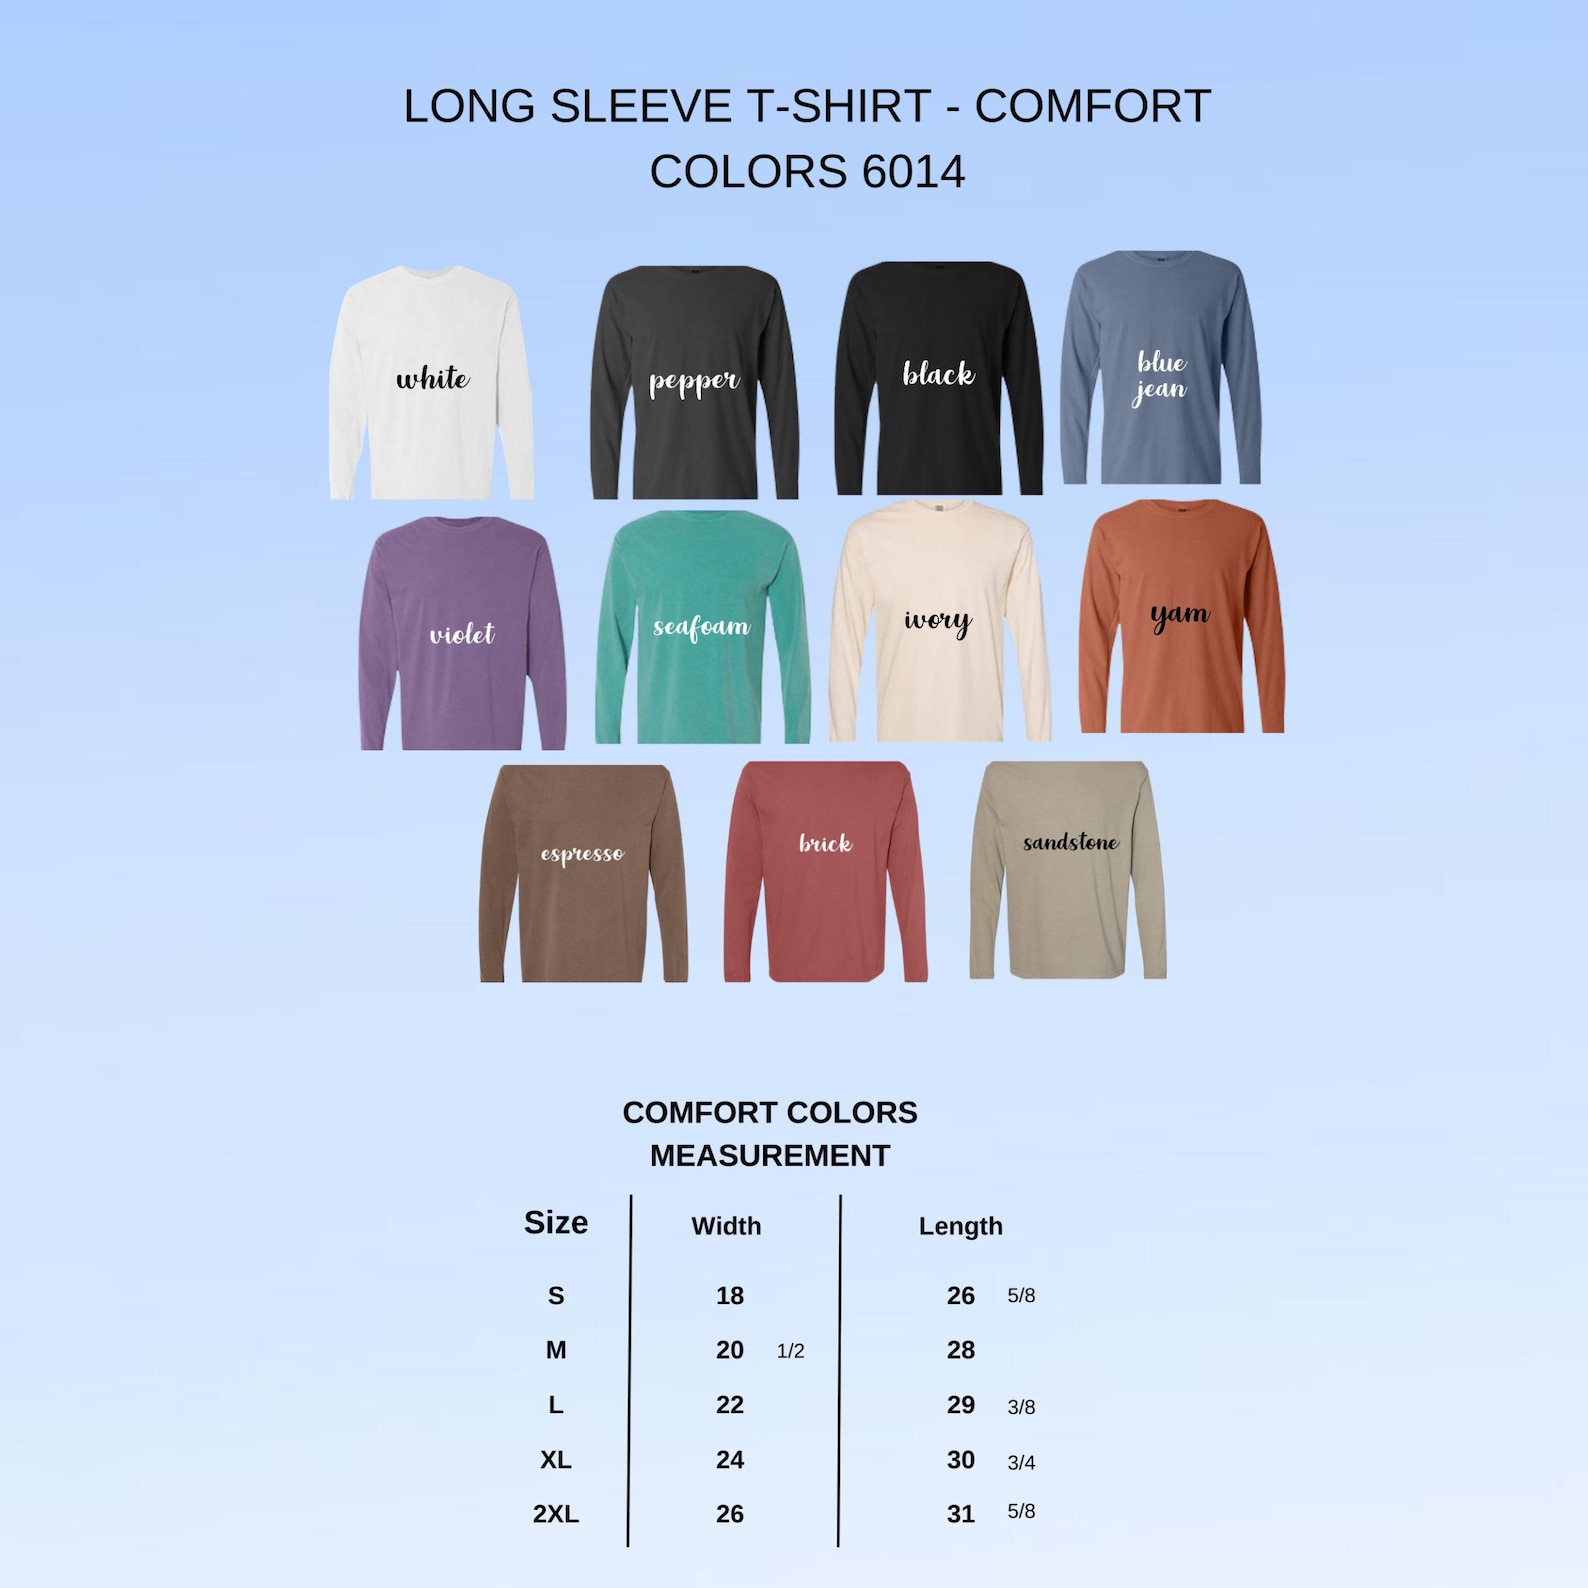 LONG SLEEVE T-SHIRT - COMFORT
COLORS 6014
white
pepper
black
blue
jean
violet
seafoam
ivory
yam
espresso
brick
sandstone
COMFORT COLORS
MEASUREMENT
Size Width Length
S 18 26 5/8
M 20 1/2 28
L 22 29 3/8
XL 24 30 3/4
2XL 26 31 5/8